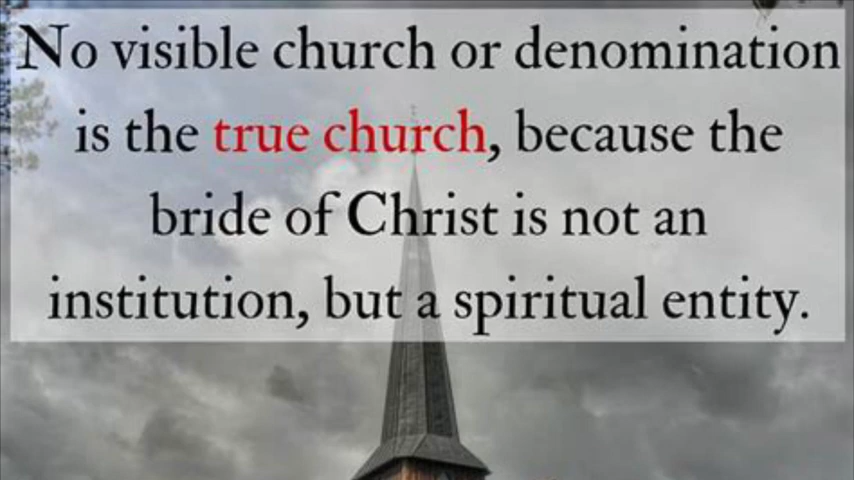 No visible church or denomination
is the true church, because the
bride of Christ is not an
institution, but a spiritual entity.